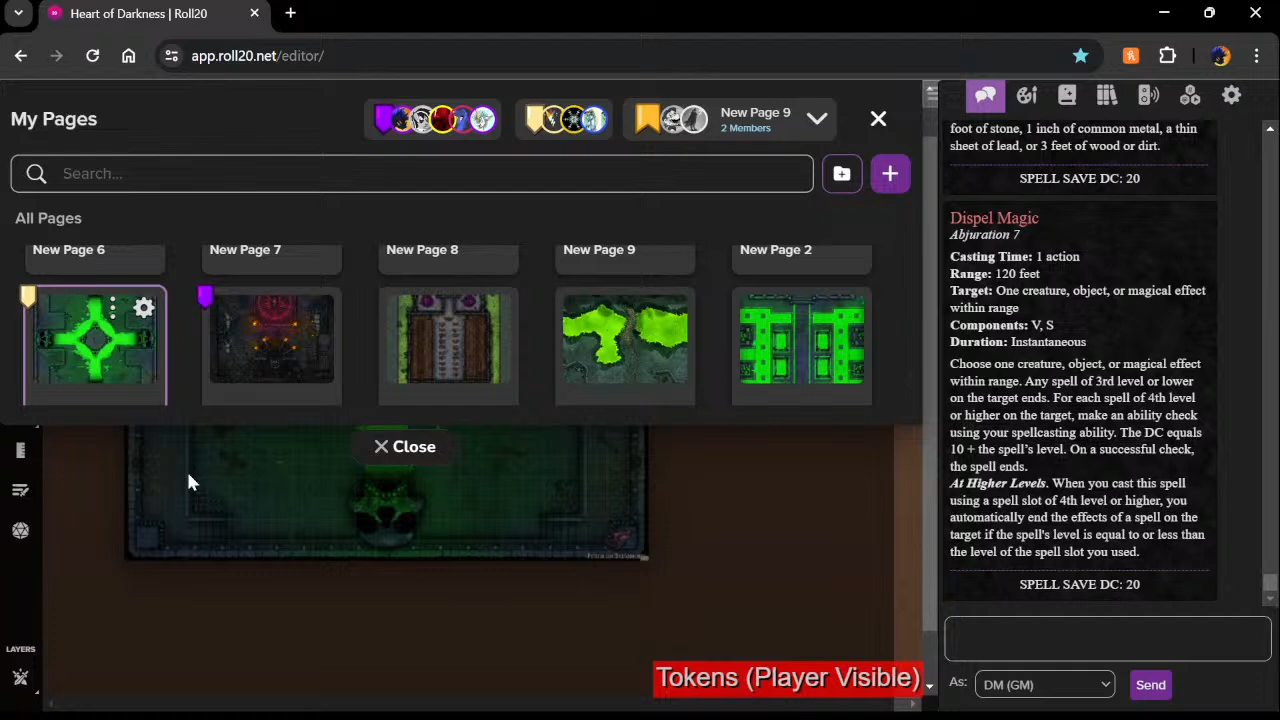 Heart of Darkness | Roll20
app.roll20.net/editor/
My Pages
New Page 9
2 Members
Search...
All Pages
New Page 6
New Page 7
New Page 8
New Page 9
New Page 2
Close
LAYERS
Tokens (Player Visible)
foot of stone, 1 inch of common metal, a thin
sheet of lead, or 3 feet of wood or dirt.
SPELL SAVE DC: 20
Dispel Magic
Abjuration 7
Casting Time: 1 action
Range: 120 feet
Target: One creature, object, or magical effect
within range
Components: V, S
Duration: Instantaneous
Choose one creature, object, or magical effect
within range. Any spell of 3rd level or lower
on the target ends. For each spell of 4th level
or higher on the target, make an ability check
using your spellcasting ability. The DC equals
10 + the spell’s level. On a successful check,
the spell ends.
At Higher Levels. When you cast this spell
using a spell slot of 4th level or higher, you
automatically end the effects of a spell on the
target if the spell's level is equal to or less than
the level of the spell slot you used.
SPELL SAVE DC: 20
As:
DM (GM)
Send